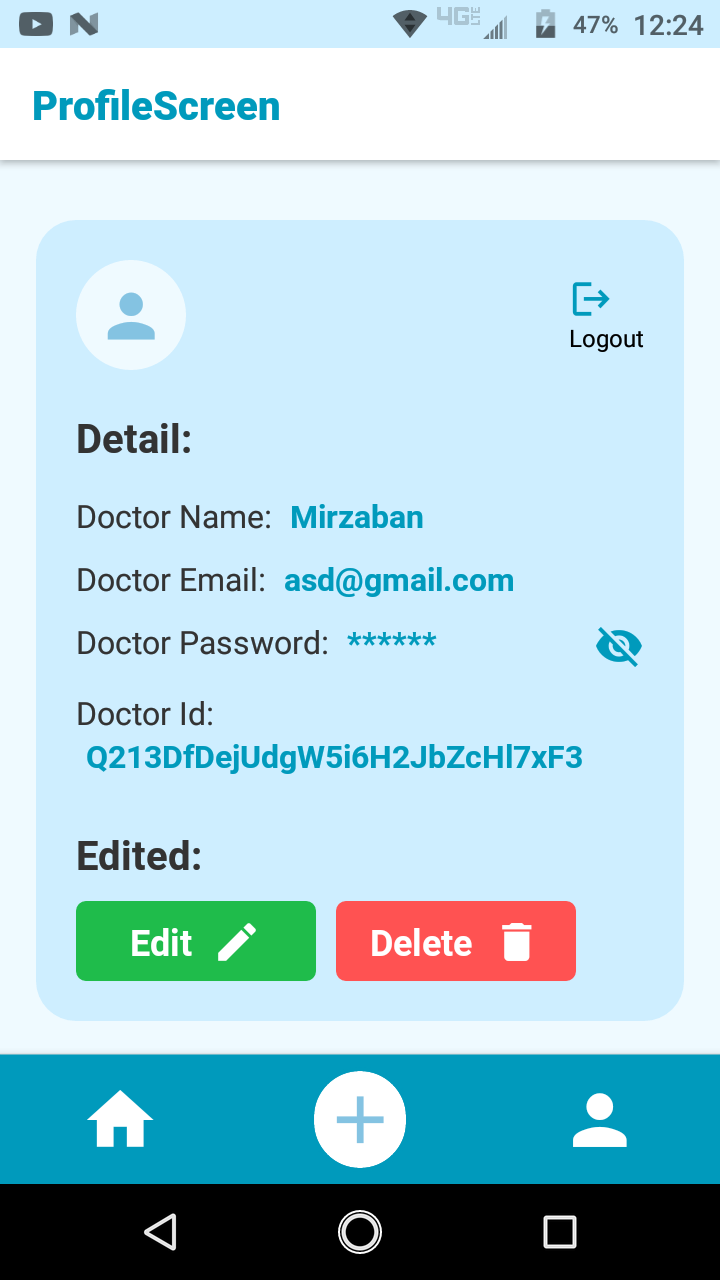 4G LTE 47% 12:24
ProfileScreen
Logout
Detail:
Doctor Name: Mirzaban
Doctor Email: asd@gmail.com
Doctor Password: ******
Doctor Id:
Q213DfDejUdgW5i6H2JbZcHl7xF3
Edited:
Edit Delete